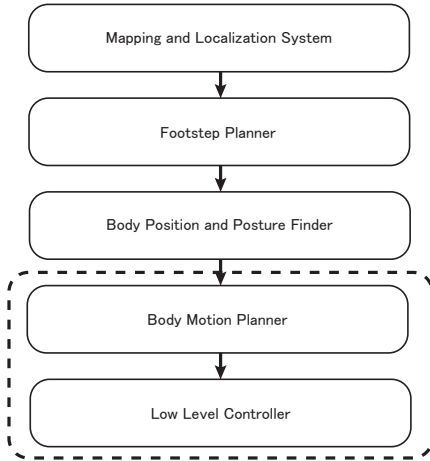 Mapping and Localization System
Footstep Planner
Body Position and Posture Finder
Body Motion Planner
Low Level Controller